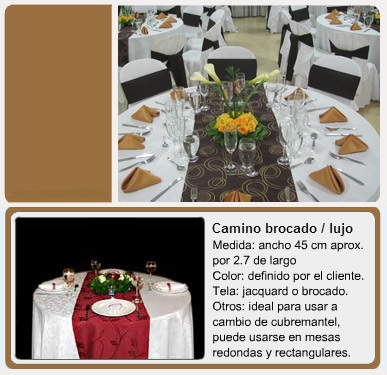 Camino brocado / lujo
Medida: ancho 45 cm aprox.
por 2.7 de largo
Color: definido por el cliente.
Tela: jacquard o brocado.
Otros: ideal para usar a
cambio de cubremantel,
puede usarse en mesas
redondas y rectangulares.